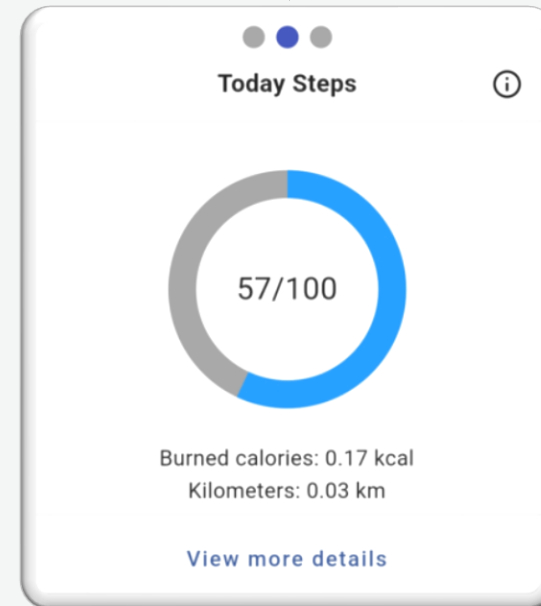 Today Steps
57/100
Burned calories: 0.17 kcal
Kilometers: 0.03 km
View more details